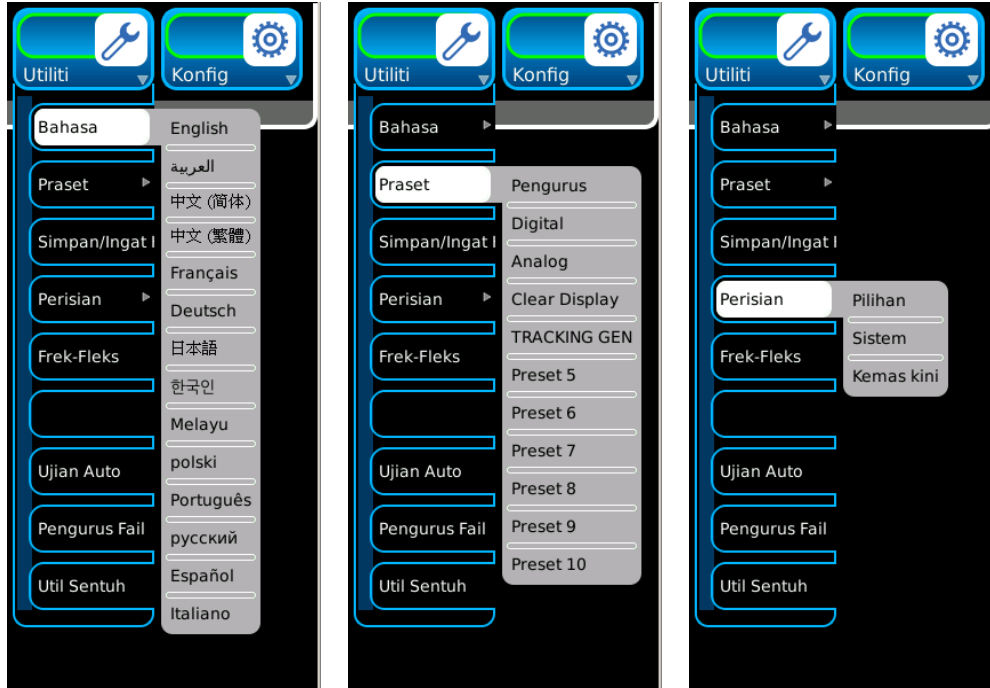 Utiliti
Konfig
Bahasa
Praset
Simpan/Ingat
Perisian
Frek-Fleks
Ujian Auto
Pengurus Fail
Util Sentuh
English
العربية
中文 (简体)
中文 (繁體)
Français
Deutsch
日本語
한국인
Melayu
polski
Português
русский
Español
Italiano
Utiliti
Konfig
Bahasa
Praset
Simpan/Ingat
Perisian
Frek-Fleks
Ujian Auto
Pengurus Fail
Util Sentuh
Pengurus
Digital
Analog
Clear Display
TRACKING GEN
Preset 5
Preset 6
Preset 7
Preset 8
Preset 9
Preset 10
Utiliti
Konfig
Bahasa
Praset
Simpan/Ingat
Perisian
Frek-Fleks
Ujian Auto
Pengurus Fail
Util Sentuh
Pilihan
Sistem
Kemas kini